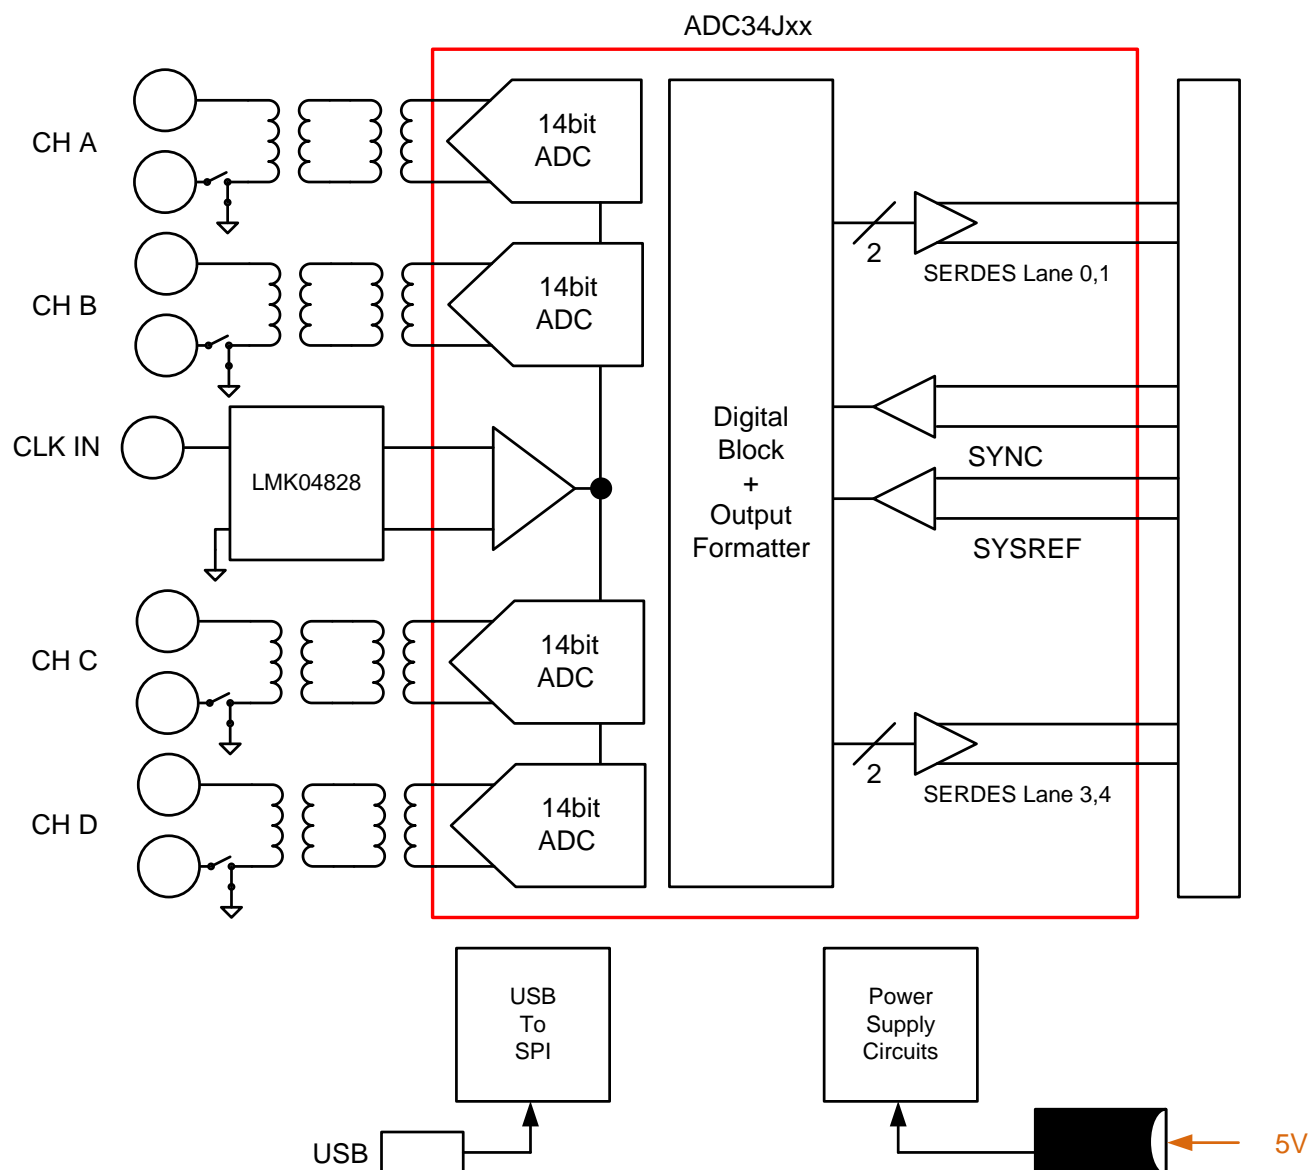 ADC34Jxx
CH A
14bit
ADC
2
SERDES Lane 0,1
CH B
14bit
ADC
CLK IN
LMK04828
Digital
Block
+
Output
Formatter
SYNC
SYSREF
CH C
14bit
ADC
2
SERDES Lane 3,4
CH D
14bit
ADC
USB
To
SPI
Power
Supply
Circuits
USB
5V